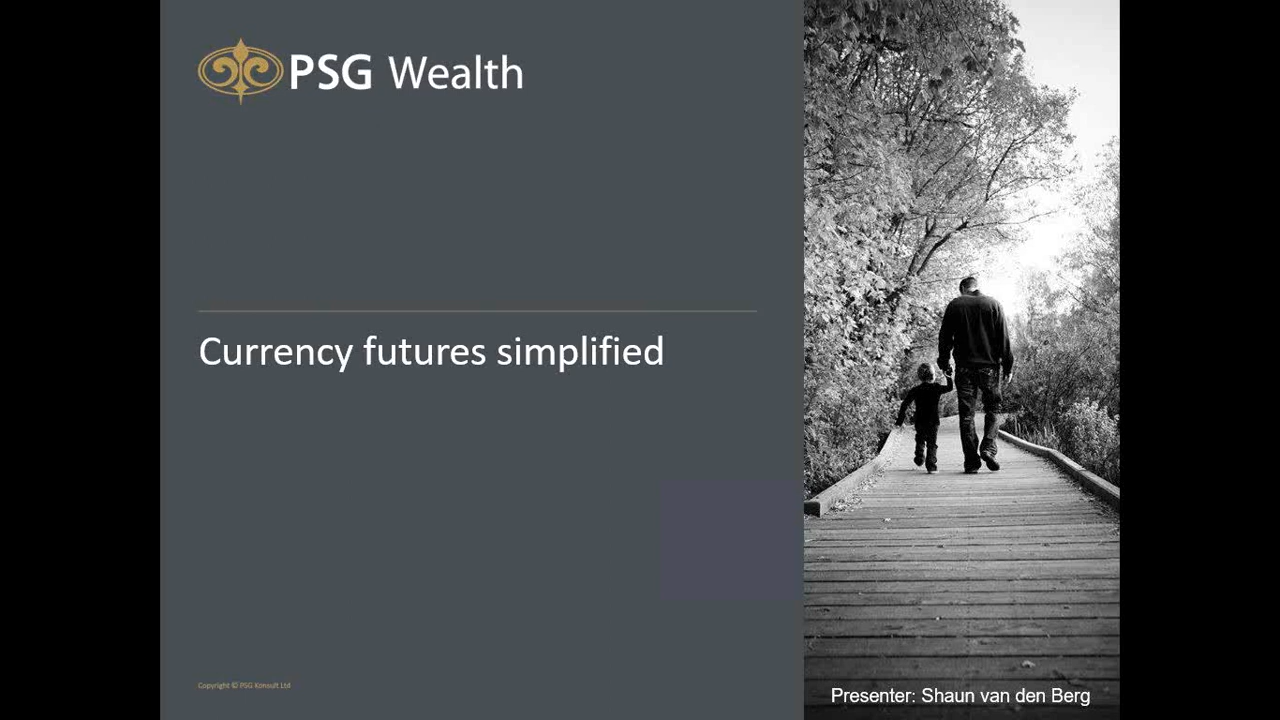 PSG Wealth
Currency futures simplified
Copyright © PSG Konsult Ltd
Presenter: Shaun van den Berg